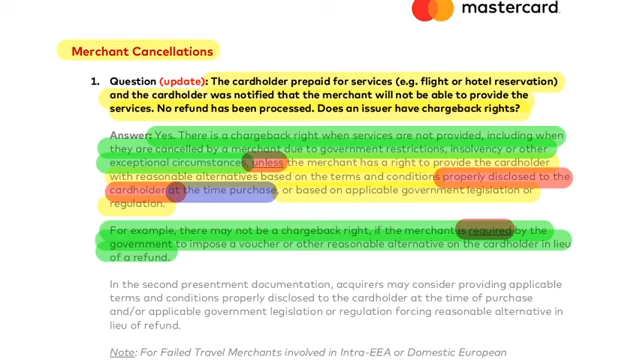 mastercard.
Merchant Cancellations
1. Question (update): The cardholder prepaid for services (e.g. flight or hotel reservation)
and the cardholder was notified that the merchant will not be able to provide the
services. No refund has been processed. Does an issuer have chargeback rights?
Answer: Yes. There is a chargeback right when services are not provided, including when
they are cancelled by a merchant due to government restrictions, insolvency or other
exceptional circumstances, unless the merchant has a right to provide the cardholder
with reasonable alternatives based on the terms and conditions properly disclosed to the
cardholder at the time purchase, or based on applicable government legislation or
regulation.
For example, there may not be a chargeback right, if the merchant is required by the
government to impose a voucher or other reasonable alternative on the cardholder in lieu
of a refund.
In the second presentment documentation, acquirers may consider providing applicable
terms and conditions properly disclosed to the cardholder at the time of purchase
and/or applicable government legislation or regulation forcing reasonable alternative in
lieu of refund.
Note: For Failed Travel Merchants involved in Intra-EEA or Domestic European